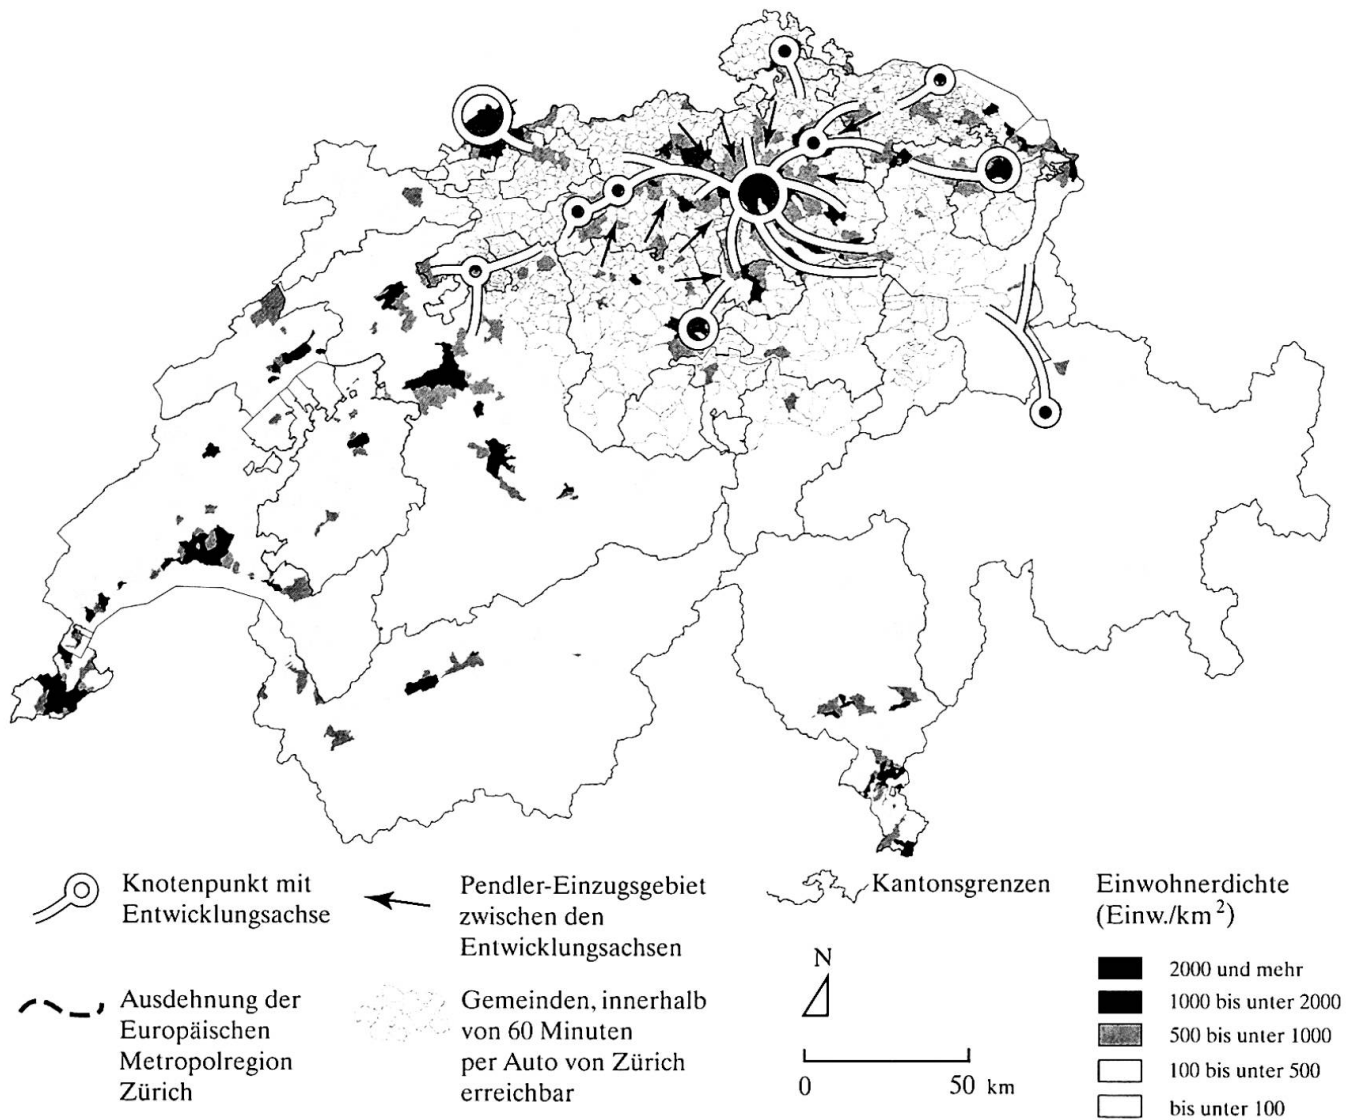 Knotenpunkt mit
Entwicklungsachse
Pendler-Einzugsgebiet
zwischen den
Entwicklungsachsen
Kantonsgrenzen
Einwohnerdichte
(Einw./km²)
Ausdehnung der
Europäischen
Metropolregion
Zürich
Gemeinden, innerhalb
von 60 Minuten
per Auto von Zürich
erreichbar
N
0 50 km
2000 und mehr
1000 bis unter 2000
500 bis unter 1000
100 bis unter 500
bis unter 100